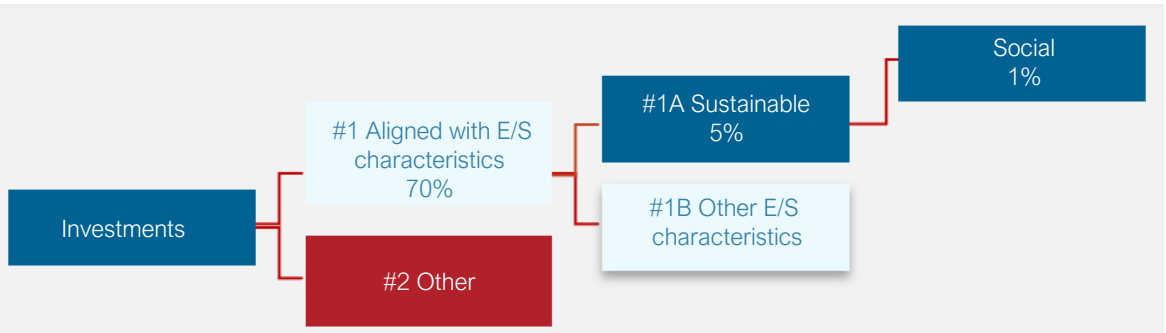 Investments
#1 Aligned with E/S
characteristics
70%
#2 Other
#1A Sustainable
5%
#1B Other E/S
characteristics
Social
1%